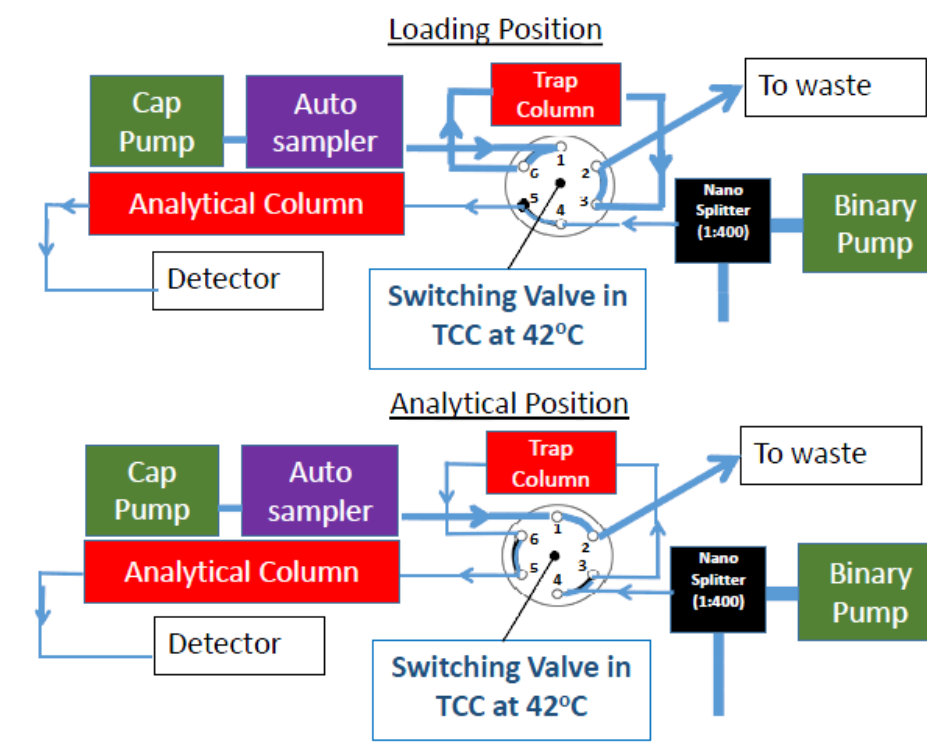 Loading Position
Cap
Pump
Auto
sampler
Trap
Column
To waste
1
2
3
4
5
6
Analytical Column
Nano
Splitter
(1:400)
Binary
Pump
Detector
Switching Valve in
TCC at 42⁰C
Analytical Position
Cap
Pump
Auto
sampler
Trap
Column
To waste
1
2
3
4
5
6
Analytical Column
Nano
Splitter
(1:400)
Binary
Pump
Detector
Switching Valve in
TCC at 42⁰C